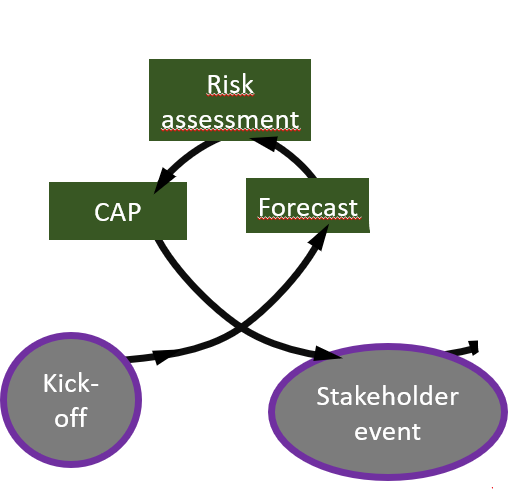 Risk
assessment
CAP
Forecast
Kick-
off
Stakeholder
event